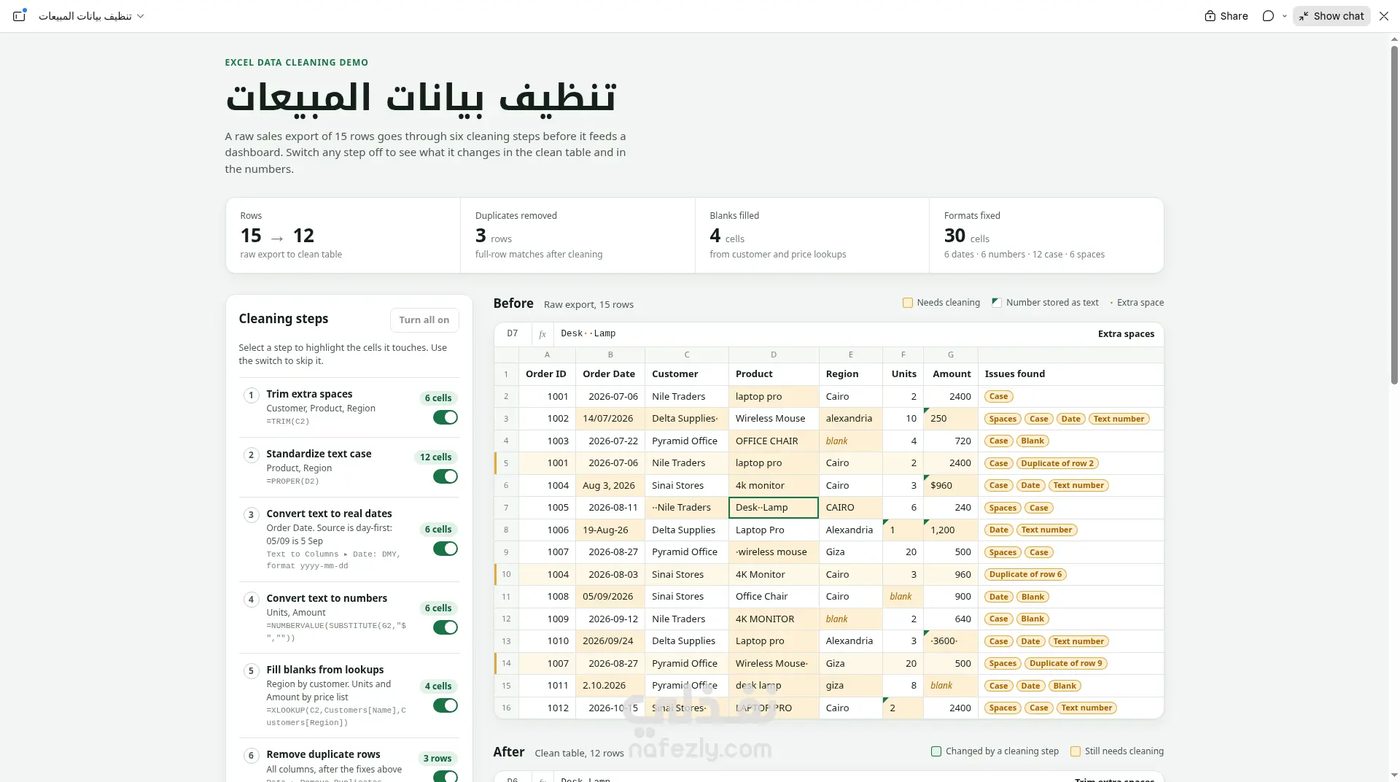 تنظيف بيانات المبيعات
Share
Show chat
EXCEL DATA CLEANING DEMO
تنظيف بيانات المبيعات
A raw sales export of 15 rows goes through six cleaning steps before it feeds a
dashboard. Switch any step off to see what it changes in the clean table and in
the numbers.
Rows
15 → 12
raw export to clean table
Duplicates removed
3 rows
full-row matches after cleaning
Blanks filled
4 cells
from customer and price lookups
Formats fixed
30 cells
6 dates · 6 numbers · 12 case · 6 spaces
Cleaning steps
Turn all on
Select a step to highlight the cells it touches. Use
the switch to skip it.
1 Trim extra spaces 6 cells
Customer, Product, Region
=TRIM(C2)
2 Standardize text case 12 cells
Product, Region
=PROPER(D2)
3 Convert text to real dates 6 cells
Order Date. Source is day-first:
05/09 is 5 Sep
Text to Columns ▸ Date: DMY,
format yyyy-mm-dd
4 Convert text to numbers 6 cells
Units, Amount
=NUMBERVALUE(SUBSTITUTE(G2,"$
",""))
5 Fill blanks from lookups 4 cells
Region by customer. Units and
Amount by price list
=XLOOKUP(C2,Customers[Name],C
ustomers[Region])
6 Remove duplicate rows 3 rows
All columns, after the fixes above
Before Raw export, 15 rows
Needs cleaning Number stored as text · Extra space
D7 fx Desk··Lamp Extra spaces
A B C D E F G
1 Order ID Order Date Customer Product Region Units Amount Issues found
2 1001 2026-07-06 Nile Traders laptop pro Cairo 2 2400 Case
3 1002 14/07/2026 Delta Supplies· Wireless Mouse alexandria 10 250 Spaces Case Date Text number
4 1003 2026-07-22 Pyramid Office OFFICE CHAIR blank 4 720 Case Blank
5 1001 2026-07-06 Nile Traders laptop pro Cairo 2 2400 Case Duplicate of row 2
6 1004 Aug 3, 2026 Sinai Stores 4k monitor Cairo 3 $960 Case Date Text number
7 1005 2026-08-11 ··Nile Traders Desk··Lamp CAIRO 6 240 Spaces Case
8 1006 19-Aug-26 Delta Supplies Laptop Pro Alexandria 1 1,200 Date Text number
9 1007 2026-08-27 Pyramid Office ·wireless mouse Giza 20 500 Spaces Case
10 1004 2026-08-03 Sinai Stores 4K Monitor Cairo 3 960 Duplicate of row 6
11 1008 05/09/2026 Sinai Stores Office Chair Cairo blank 900 Date Blank
12 1009 2026-09-12 Nile Traders 4K MONITOR blank 2 640 Case Blank
13 1010 2026/09/24 Delta Supplies Laptop pro Alexandria 3 ·3600· Case Date Text number
14 1007 2026-08-27 Pyramid Office Wireless Mouse· Giza 20 500 Spaces Duplicate of row 9
15 1011 2.10.2026 Pyramid Office desk lamp giza 8 blank Case Date Blank
16 1012 2026-10-15 Sinai Stores· LAPTOP PRO Cairo 2 2400 Spaces Case Text number
نفذلي
nafezly.com
After Clean table, 12 rows
Changed by a cleaning step Still needs cleaning